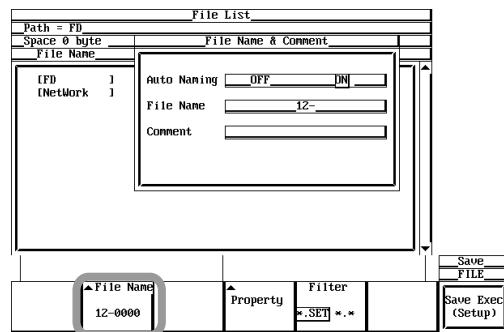 File List
Path = FD
Space 0 byte
File Name & Comment
File Name
[FD ]
[NetWork ]
Auto Naming OFF ON
File Name 12-
Comment
Save
FILE
File Name
12-0000
Property
Filter
*.SET *.*
Save Exec
(Setup)